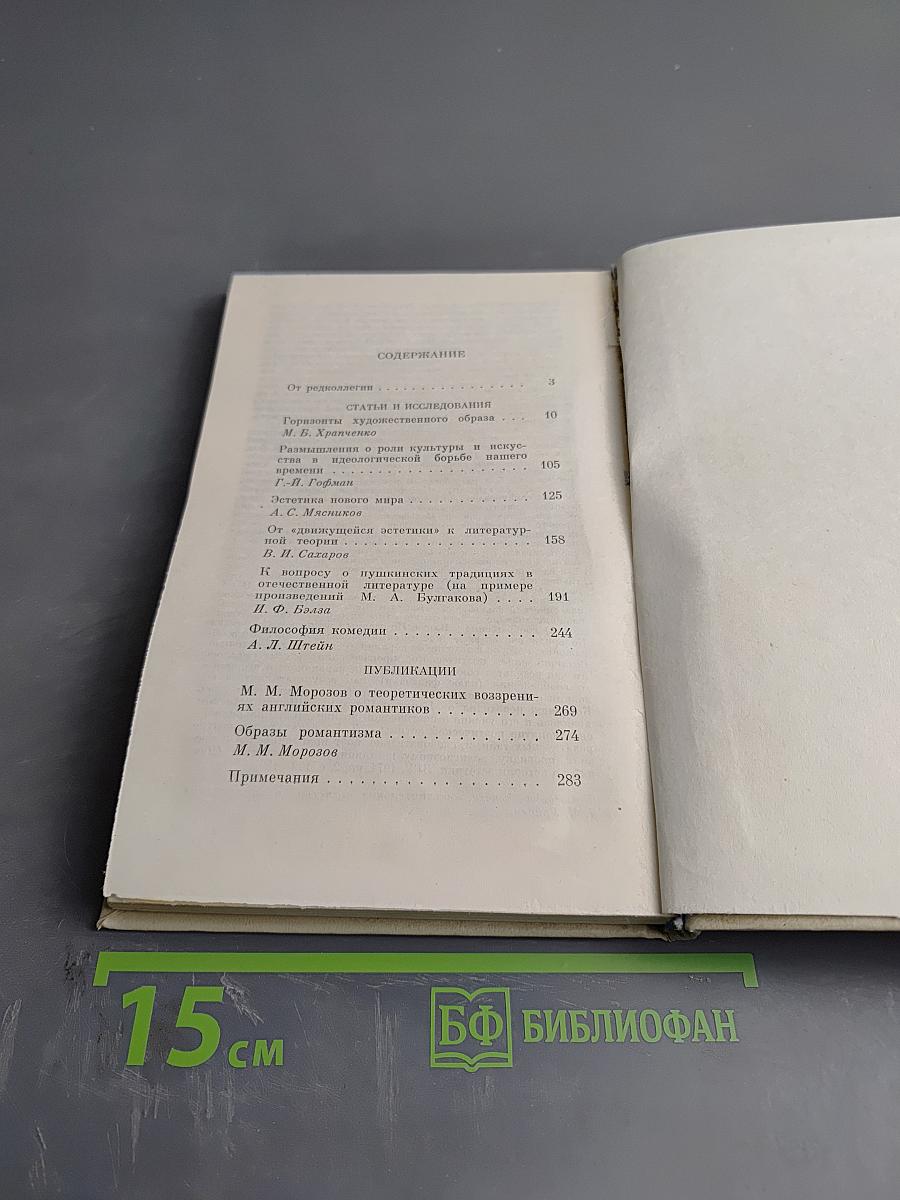 СОДЕРЖАНИЕ
От редколлегии . . . . . . . . . . . . . . . . 3
СТАТЬИ И ИССЛЕДОВАНИЯ
Горизонты художественного образа . . . 10
М. Б. Храпченко
Размышления о роли культуры и искус-
ства в идеологической борьбе нашего
времени . . . . . . . . . . . . . . . . . . . . 105
Г.-Й. Гофман
Эстетика нового мира . . . . . . . . . . . . 125
А. С. Мясников
От «движущейся эстетики» к литератур-
ной теории . . . . . . . . . . . . . . . . . . . 158
В. И. Сахаров
К вопросу о пушкинских традициях в
отечественной литературе (на примере
произведений М. А. Булгакова) . . . . 191
И. Ф. Бэлза
Философия комедии . . . . . . . . . . . . . 244
А. Л. Штейн
ПУБЛИКАЦИИ
М. М. Морозов о теоретических воззрени-
ях английских романтиков . . . . . . . . . 269
Образы романтизма . . . . . . . . . . . . . 274
М. М. Морозов
Примечания . . . . . . . . . . . . . . . . . . . 283
15 см
БФ БИБЛИОФАН